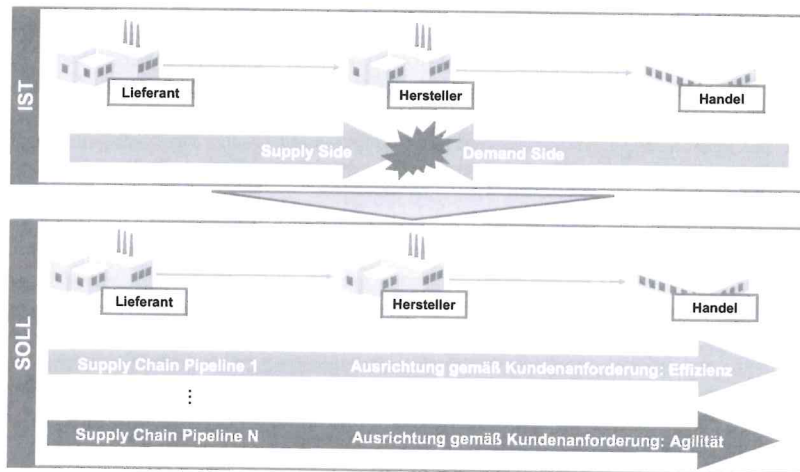 IST
Lieferant
Hersteller
Handel
Supply Side
Demand Side
SOLL
Lieferant
Hersteller
Handel
Supply Chain Pipeline 1 Ausrichtung gemäß Kundenanforderung: Effizienz
⋮
Supply Chain Pipeline N Ausrichtung gemäß Kundenanforderung: Agilität